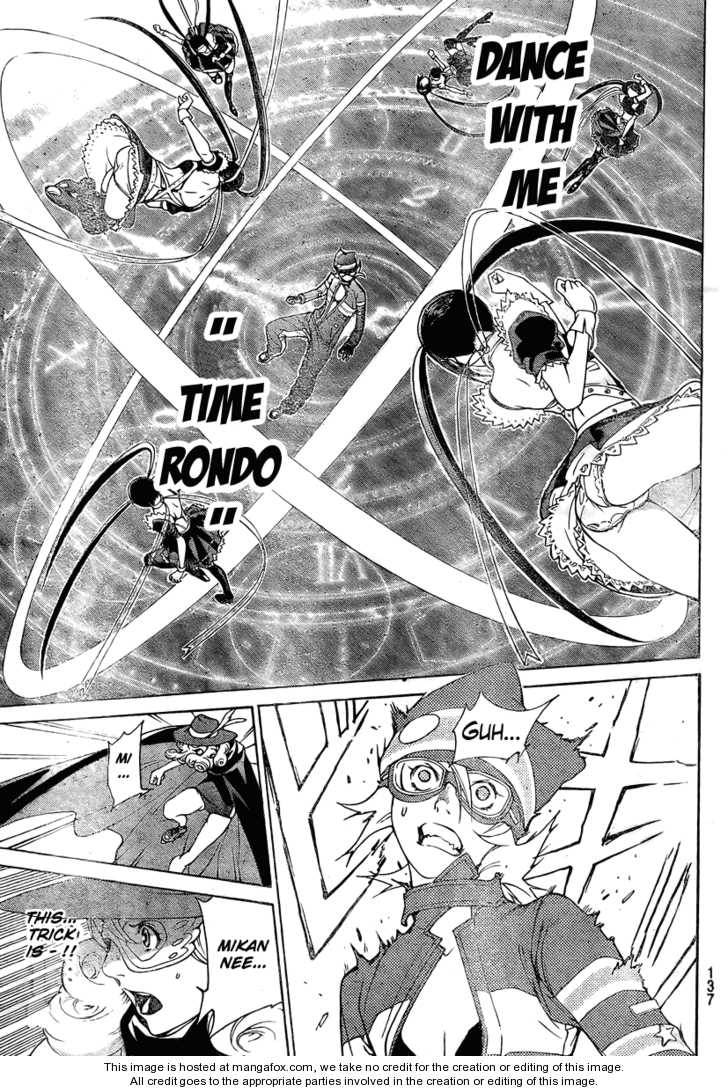 DANCE
WITH
ME
"
TIME
RONDO
"
GUH...
MI
...
THIS...
TRICK
IS - !!
MIKAN
NEE...
137
VII
X
This image is hosted at mangafox.com, we take no credit for the creation or editing of this image.
All credit goes to the appropriate parties involved in the creation or editing of this image.